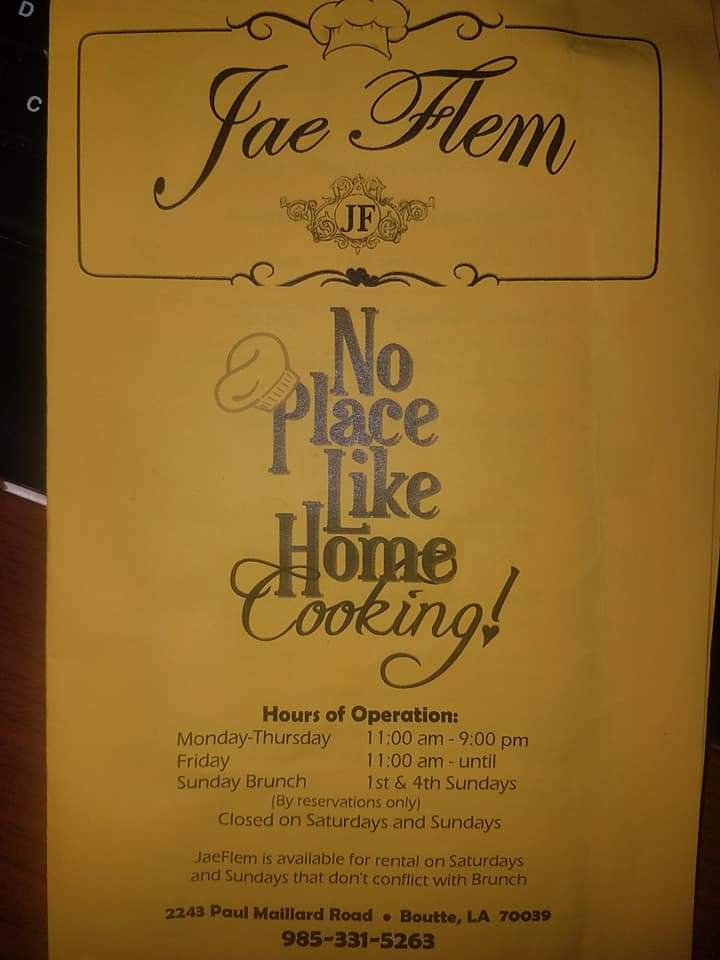 D
C
Jae Flem
JF
No
Place
Like
Home
Cooking!
Hours of Operation:
Monday-Thursday 11:00 am - 9:00 pm
Friday 11:00 am - until
Sunday Brunch 1st & 4th Sundays
(By reservations only)
Closed on Saturdays and Sundays
JaeFlem is available for rental on Saturdays
and Sundays that don't conflict with Brunch
2243 Paul Maillard Road • Boutte, LA 70039
985-331-5263